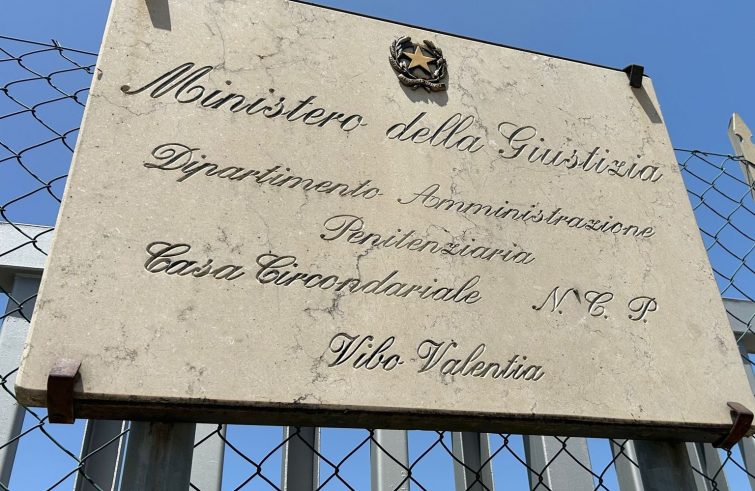 Ministero della Giustizia
Dipartimento Amministrazione
Penitenziaria
Casa Circondariale N. C. P.
Vibo Valentia